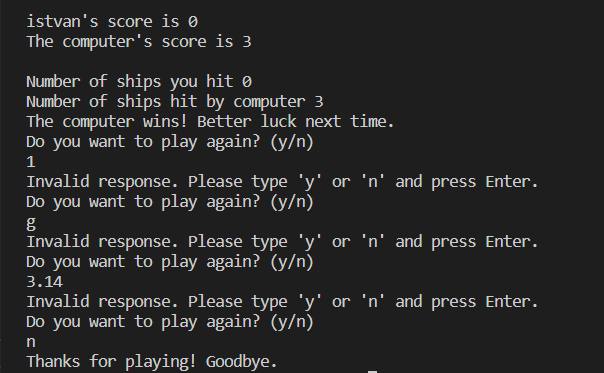 istvan's score is 0
The computer's score is 3
Number of ships you hit 0
Number of ships hit by computer 3
The computer wins! Better luck next time.
Do you want to play again? (y/n)
1
Invalid response. Please type 'y' or 'n' and press Enter.
Do you want to play again? (y/n)
g
Invalid response. Please type 'y' or 'n' and press Enter.
Do you want to play again? (y/n)
3.14
Invalid response. Please type 'y' or 'n' and press Enter.
Do you want to play again? (y/n)
n
Thanks for playing! Goodbye.